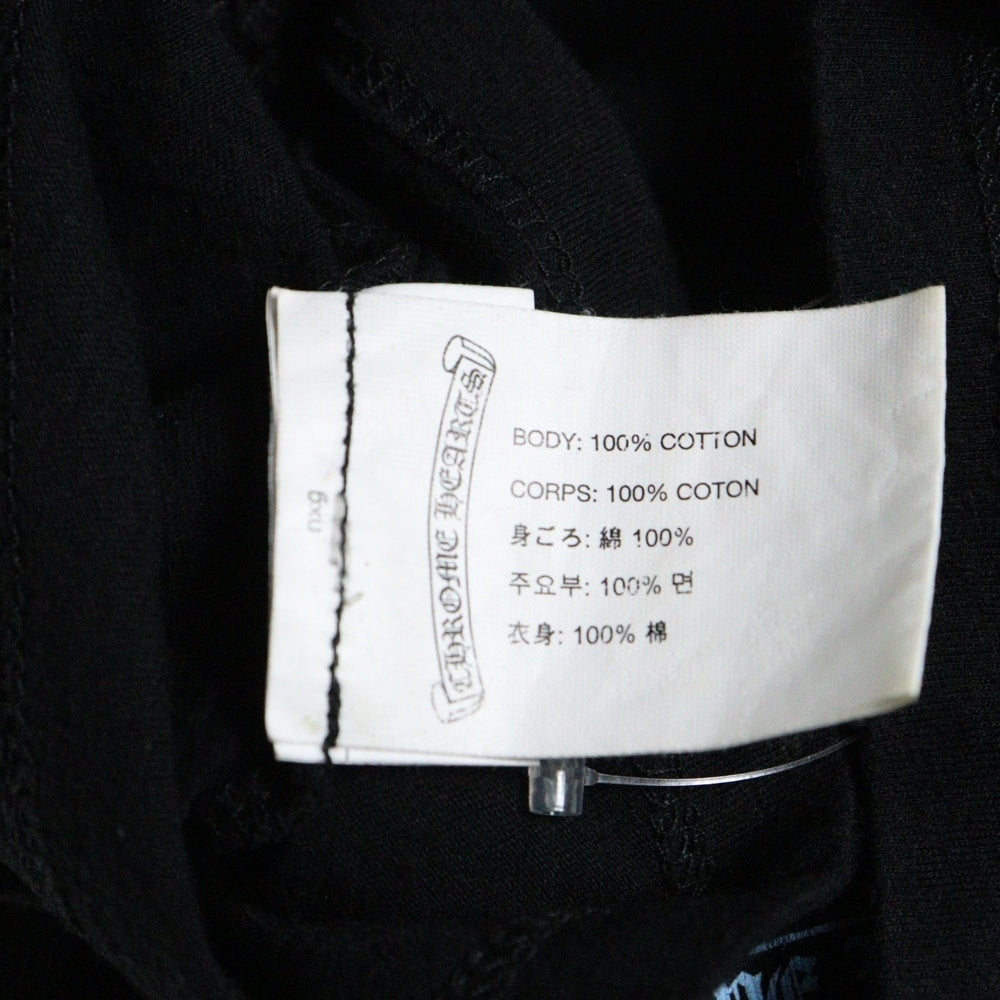 CHROME HEARTS
BODY: 100% COTTON
CORPS: 100% COTON
身ごろ: 綿 100%
주요부: 100% 면
衣身: 100% 棉
nxg